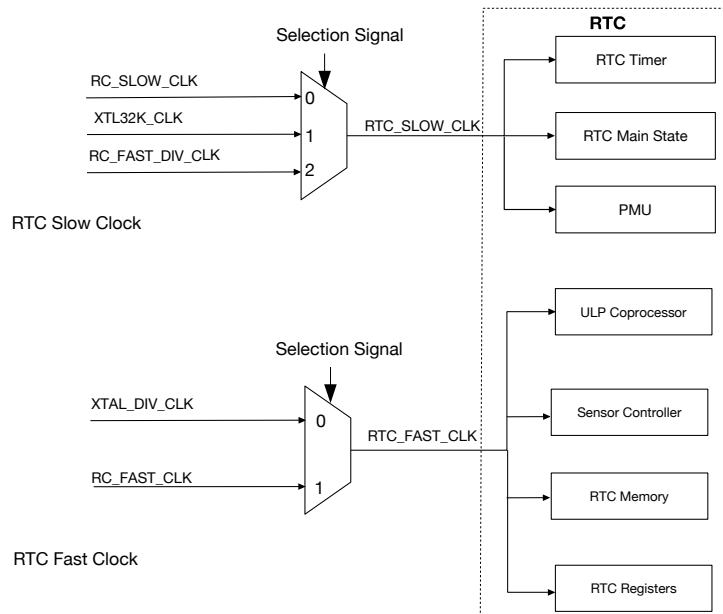 RTC
Selection Signal
RC_SLOW_CLK
0
XTL32K_CLK
1
RC_FAST_DIV_CLK
2
RTC_SLOW_CLK
RTC Timer
RTC Main State
PMU
RTC Slow Clock
Selection Signal
XTAL_DIV_CLK
0
RC_FAST_CLK
1
RTC_FAST_CLK
ULP Coprocessor
Sensor Controller
RTC Memory
RTC Registers
RTC Fast Clock